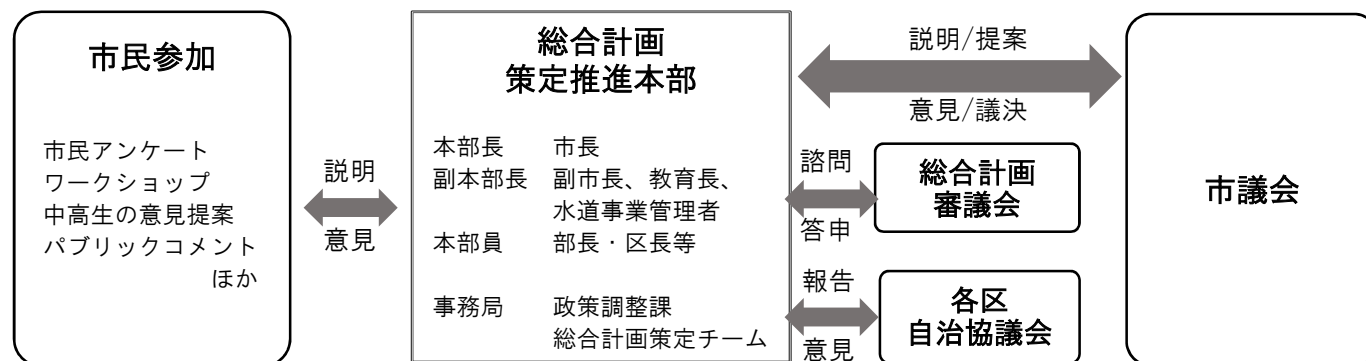 市民参加
市民アンケート
ワークショップ
中高生の意見提案
パブリックコメント
ほか
説明
意見
総合計画
策定推進本部
本部長 市長
副本部長 副市長、教育長、
水道事業管理者
本部員 部長・区長等
事務局 政策調整課
総合計画策定チーム
説明/提案
意見/議決
諮問
答申
総合計画
審議会
報告
意見
各区
自治協議会
市議会